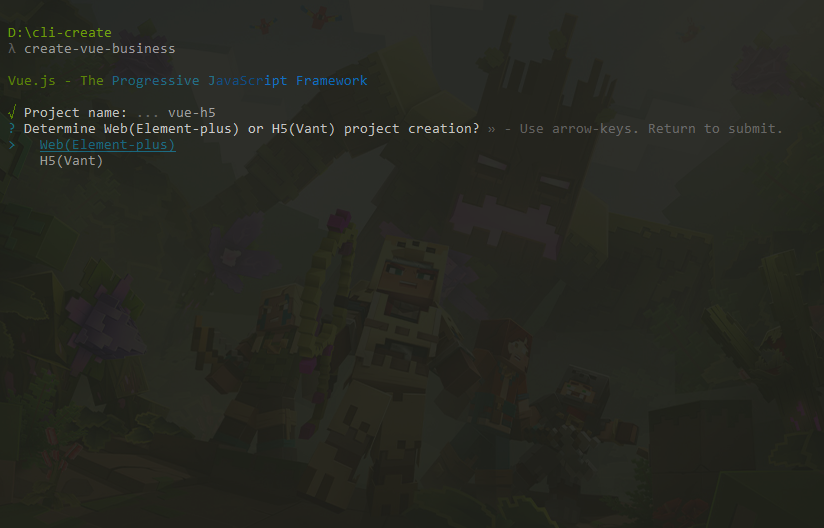 D:\cli-create
λ create-vue-business
Vue.js - The Progressive JavaScript Framework
√ Project name: ... vue-h5
? Determine Web(Element-plus) or H5(Vant) project creation? » - Use arrow-keys. Return to submit.
> Web(Element-plus)
H5(Vant)